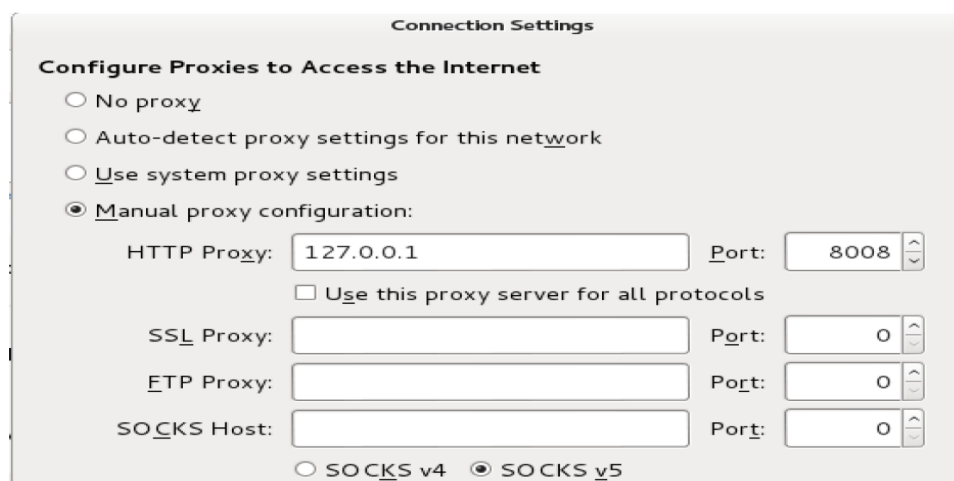 Connection Settings
Configure Proxies to Access the Internet
No proxy
Auto-detect proxy settings for this network
Use system proxy settings
Manual proxy configuration:
HTTP Proxy: 127.0.0.1 Port: 8008
Use this proxy server for all protocols
SSL Proxy: Port: 0
FTP Proxy: Port: 0
SOCKS Host: Port: 0
SOCKS v4 SOCKS v5